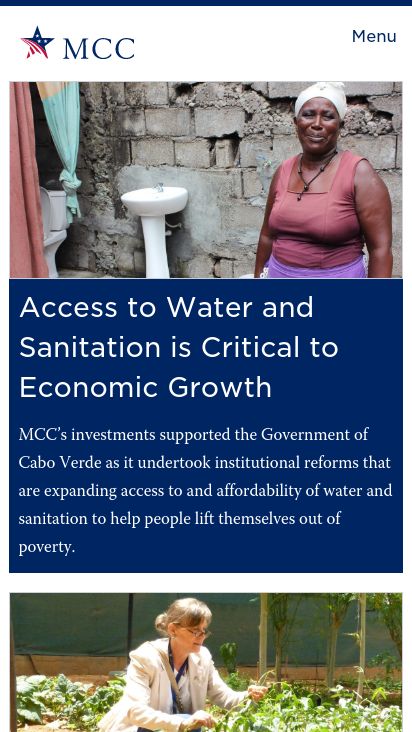 MCC
Menu
Access to Water and
Sanitation is Critical to
Economic Growth
MCC’s investments supported the Government of
Cabo Verde as it undertook institutional reforms that
are expanding access to and affordability of water and
sanitation to help people lift themselves out of
poverty.